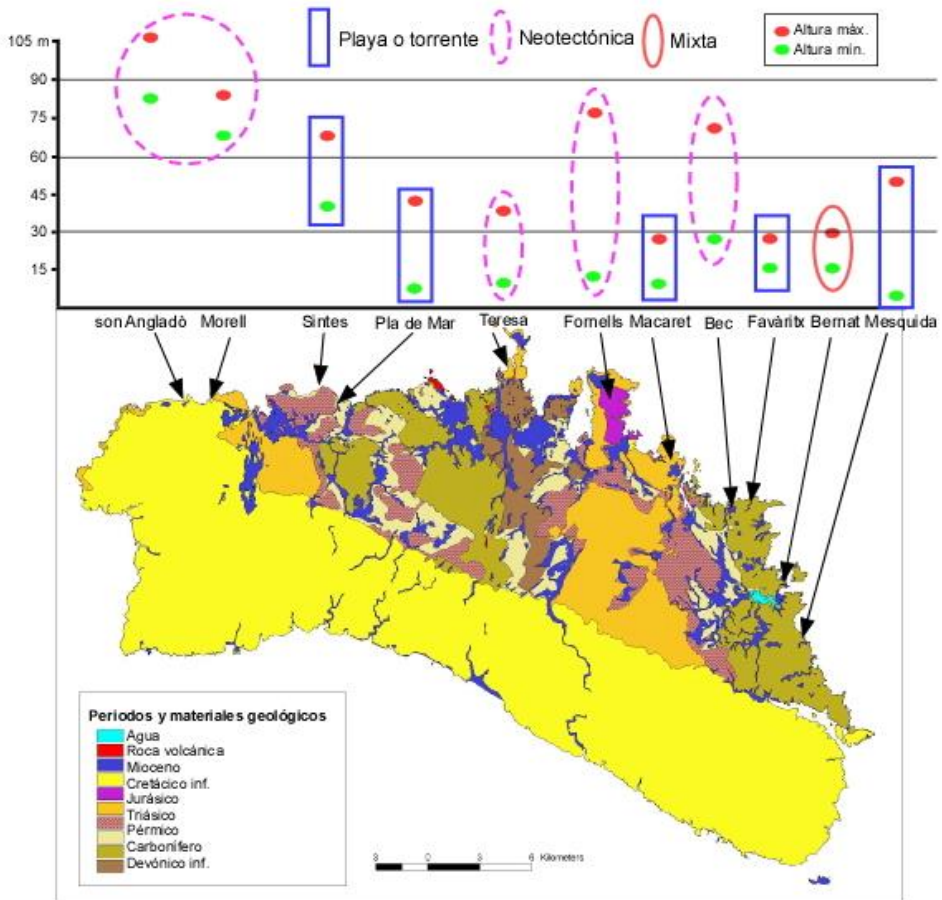 105 m
90
75
60
45
30
15
Playa o torrente
Neotectónica
Mixta
Altura màx.
Altura mín.
son Angladò
Morell
Sintes
Pla de Mar
Teresa
Fornells
Macaret
Bec
Favàritx
Bernat
Mesquida
Periodos y materiales geológicos
Agua
Roca volcánica
Mioceno
Cretácico inf.
Jurásico
Triásico
Pérmico
Carbonífero
Devónico inf.
3 0 3 6 Kilometers